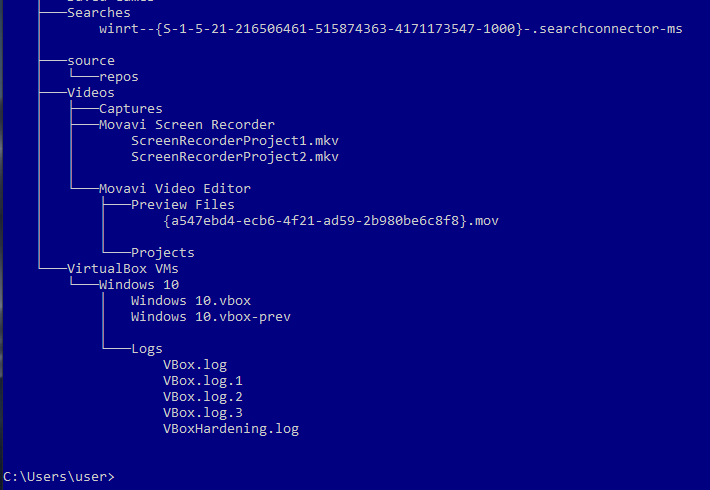 Searches
winrt--{S-1-5-21-216506461-515874363-4171173547-1000}-.searchconnector-ms
source
repos
Videos
Captures
Movavi Screen Recorder
ScreenRecorderProject1.mkv
ScreenRecorderProject2.mkv
Movavi Video Editor
Preview Files
{a547ebd4-ecb6-4f21-ad59-2b980be6c8f8}.mov
Projects
VirtualBox VMs
Windows 10
Windows 10.vbox
Windows 10.vbox-prev
Logs
VBox.log
VBox.log.1
VBox.log.2
VBox.log.3
VBoxHardening.log
C:\Users\user>